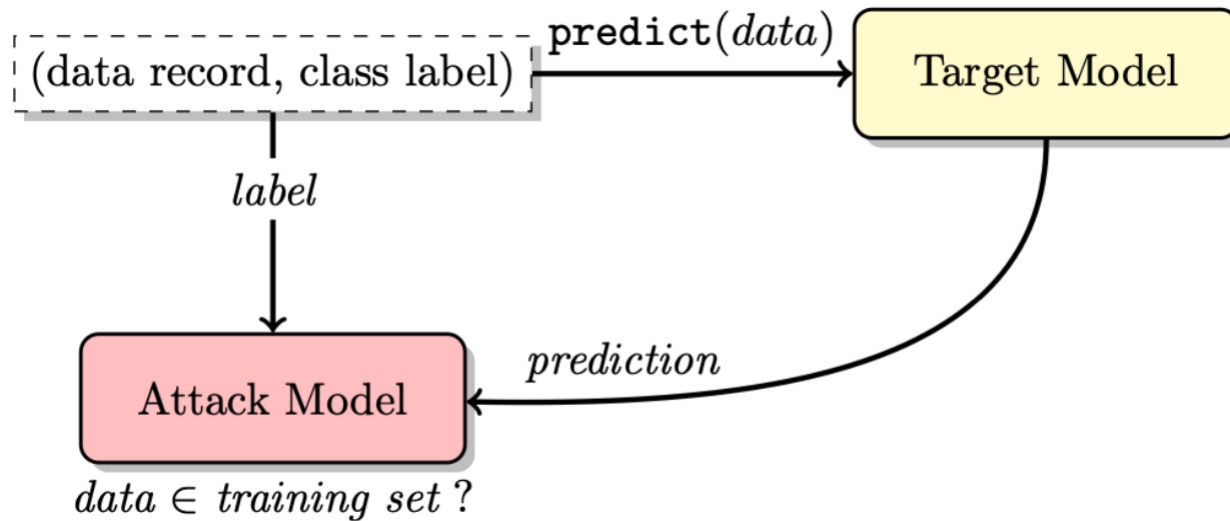 predict(data)
(data record, class label)
Target Model
label
prediction
Attack Model
data ∈ training set ?